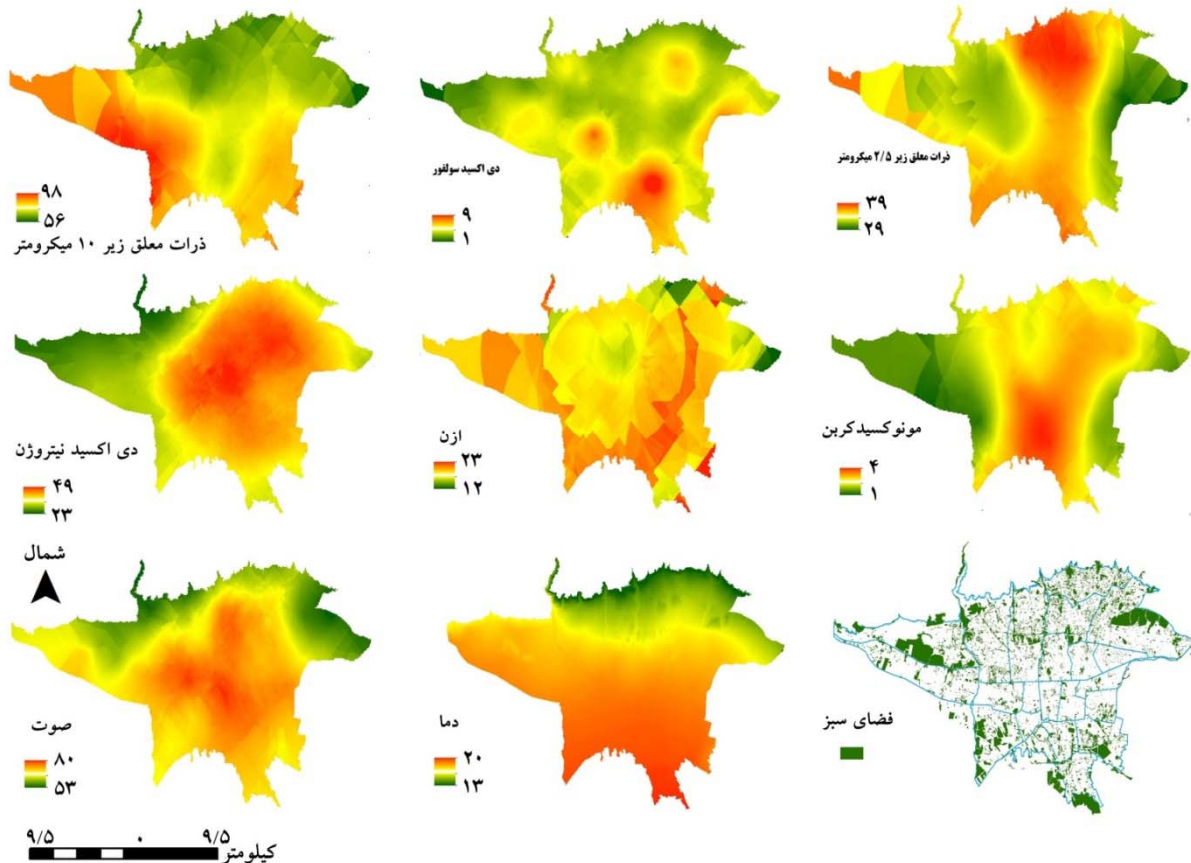 ۹۸
۵۶
ذرات معلق زیر ۱۰ میکرومتر
دی اکسید سولفور
۹
۱
ذرات معلق زیر ۲/۵ میکرومتر
۳۹
۲۹
دی اکسید نیتروژن
۴۹
۲۳
ازن
۲۳
۱۲
مونوکسیدکربن
۴
۱
شمال
صوت
۸۰
۵۳
دما
۲۰
۱۳
فضای سبز
۹/۵ ۰ ۹/۵
کیلومتر